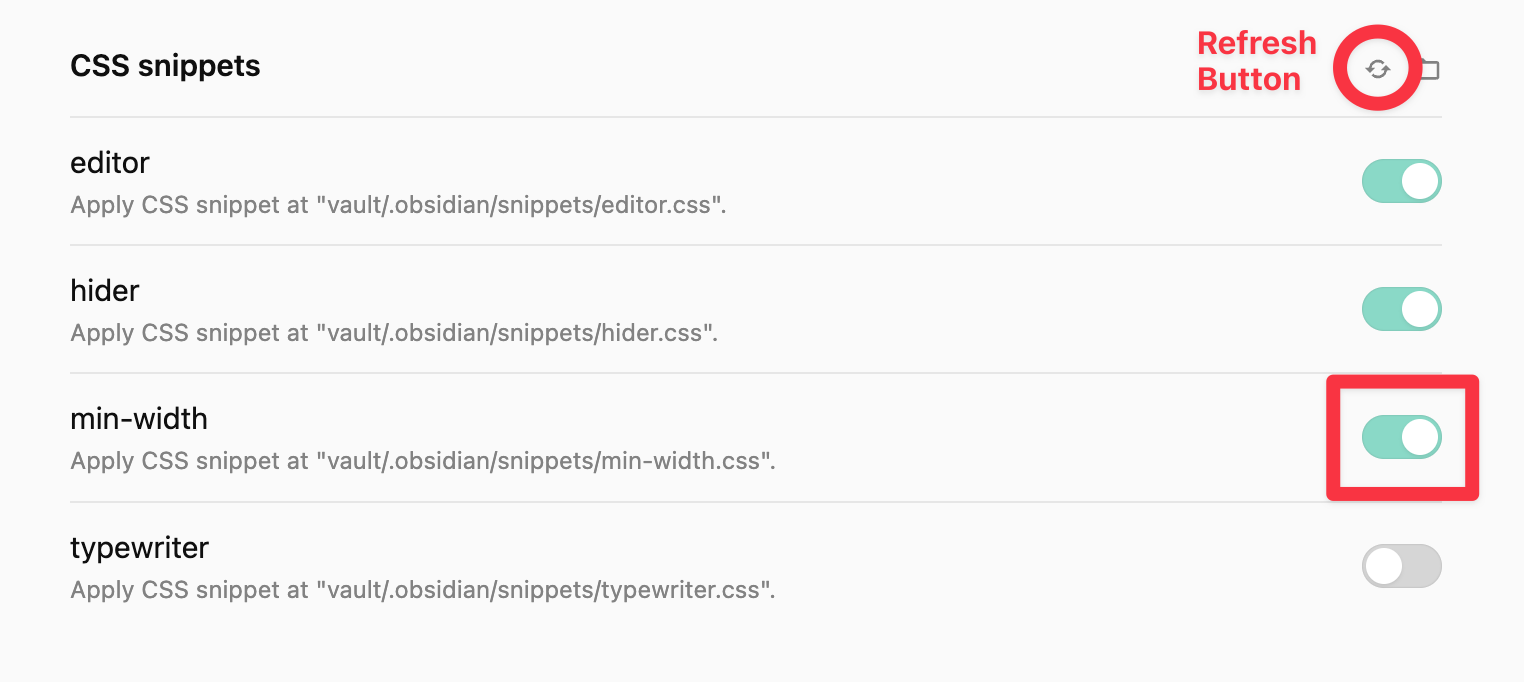 CSS snippets
Refresh
Button
editor
Apply CSS snippet at "vault/.obsidian/snippets/editor.css".
hider
Apply CSS snippet at "vault/.obsidian/snippets/hider.css".
min-width
Apply CSS snippet at "vault/.obsidian/snippets/min-width.css".
typewriter
Apply CSS snippet at "vault/.obsidian/snippets/typewriter.css".